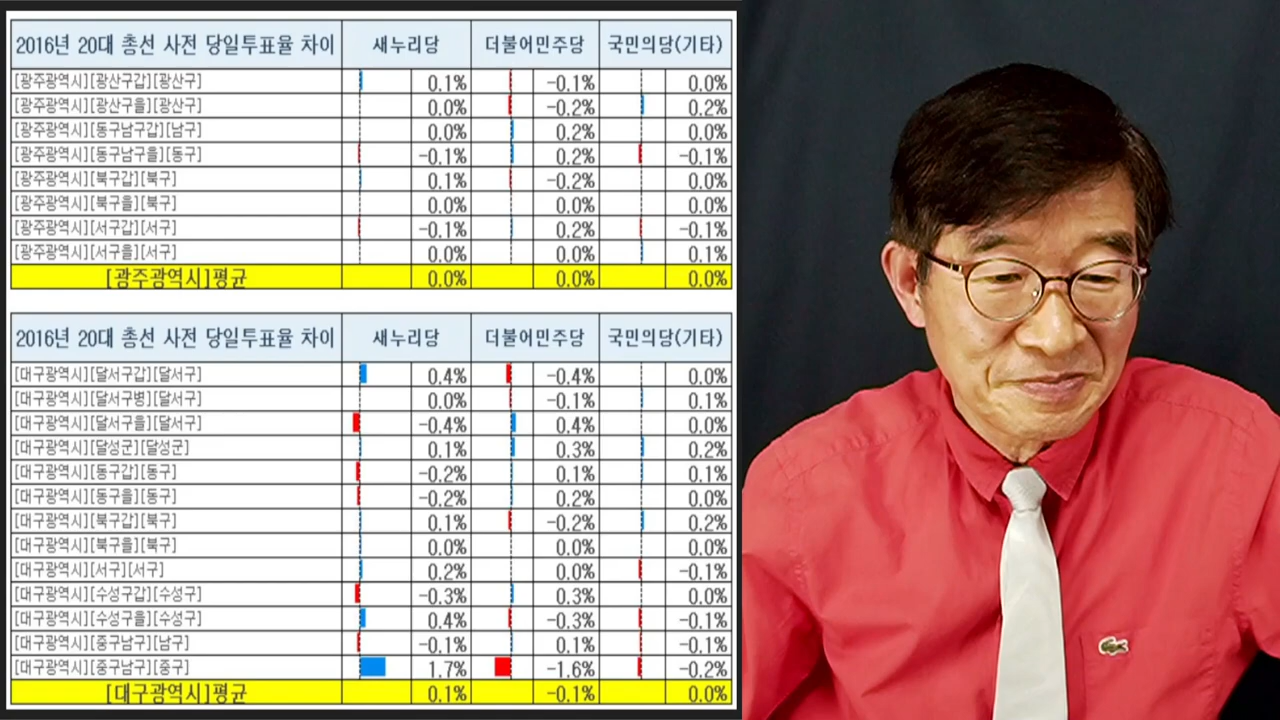 2016년 20대 총선 사전 당일투표율 차이 새누리당 더불어민주당 국민의당(기타)
[광주광역시][광산구갑][광산구] 0.1% -0.1% 0.0%
[광주광역시][광산구을][광산구] 0.0% -0.2% 0.2%
[광주광역시][동구남구갑][남구] 0.0% 0.2% 0.0%
[광주광역시][동구남구을][동구] -0.1% 0.2% -0.1%
[광주광역시][북구갑][북구] 0.1% -0.2% 0.0%
[광주광역시][북구을][북구] 0.0% 0.0% 0.0%
[광주광역시][서구갑][서구] -0.1% 0.2% -0.1%
[광주광역시][서구을][서구] 0.0% 0.0% 0.1%
[광주광역시]평균 0.0% 0.0% 0.0%
2016년 20대 총선 사전 당일투표율 차이 새누리당 더불어민주당 국민의당(기타)
[대구광역시][달서구갑][달서구] 0.4% -0.4% 0.0%
[대구광역시][달서구병][달서구] 0.0% -0.1% 0.1%
[대구광역시][달서구을][달서구] -0.4% 0.4% 0.0%
[대구광역시][달성군][달성군] 0.1% 0.3% 0.2%
[대구광역시][동구갑][동구] -0.2% 0.1% 0.1%
[대구광역시][동구을][동구] -0.2% 0.2% 0.0%
[대구광역시][북구갑][북구] 0.1% -0.2% 0.2%
[대구광역시][북구을][북구] 0.0% 0.0% 0.0%
[대구광역시][서구][서구] 0.2% 0.0% -0.1%
[대구광역시][수성구갑][수성구] -0.3% 0.3% 0.0%
[대구광역시][수성구을][수성구] 0.4% -0.3% -0.1%
[대구광역시][중구남구][남구] -0.1% 0.1% -0.1%
[대구광역시][중구남구][중구] 1.7% -1.6% -0.2%
[대구광역시]평균 0.1% -0.1% 0.0%